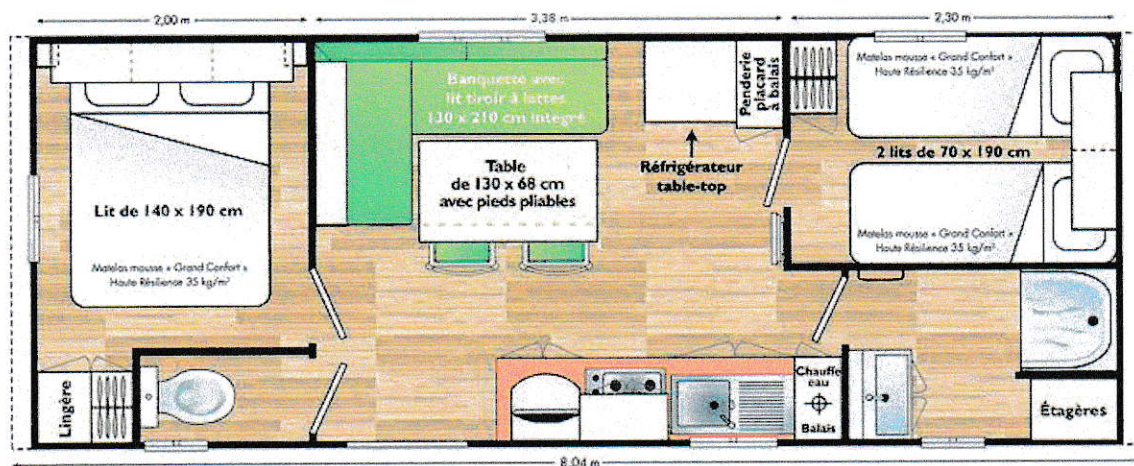 2,00 m
3,38 m
2,30 m
Banquette avec
lit tiroir à lattes
130 x 210 cm intégré
Penderie
placard
à balais
Matelas mousse « Grand Confort »
Haute Résilience 35 kg/m³
2 lits de 70 x 190 cm
Matelas mousse « Grand Confort »
Haute Résilience 35 kg/m³
Réfrigérateur
table-top
Table
de 130 x 68 cm
avec pieds pliables
Lit de 140 x 190 cm
Matelas mousse « Grand Confort »
Haute Résilience 35 kg/m³
Lingère
Chauffe
eau
Balais
Étagères
8,04 m